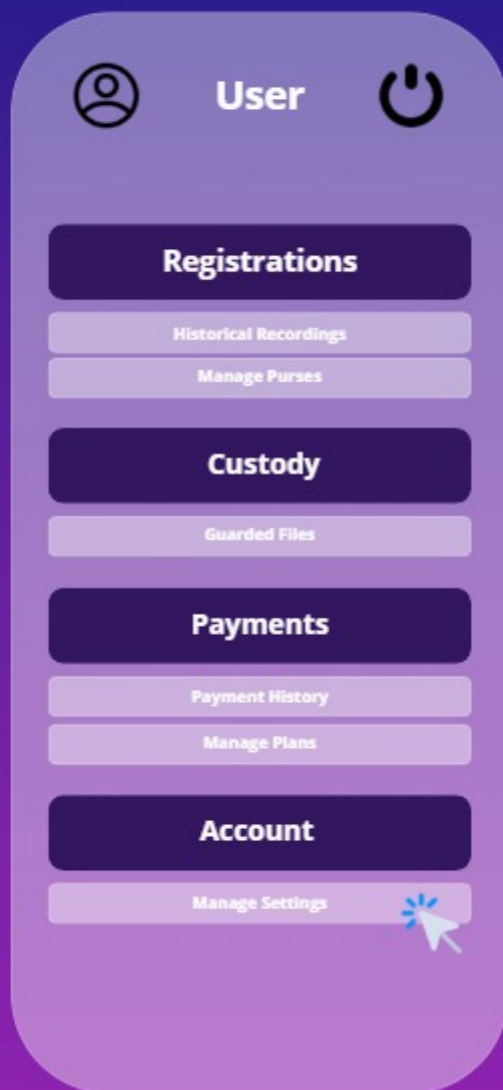 User
Registrations
Historical Recordings
Manage Purses
Custody
Guarded Files
Payments
Payment History
Manage Plans
Account
Manage Settings